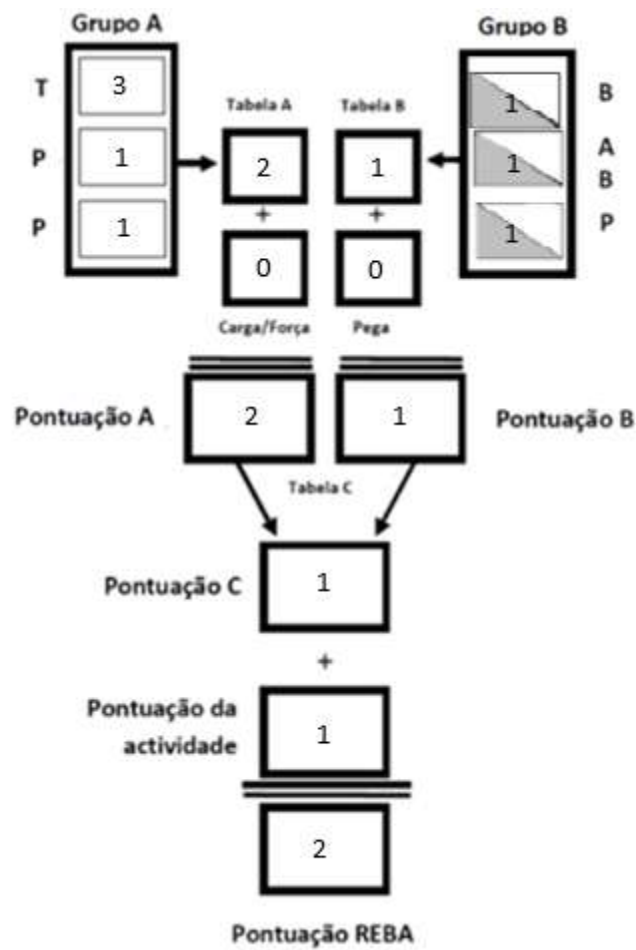 Grupo A
Grupo B
T
3
1
B
Tabela A
Tabela B
P
1
2
1
1
A
B
+
+
P
1
0
0
1
P
Carga/Força
Pega
Pontuação A
2
1
Pontuação B
Tabela C
Pontuação C
1
+
Pontuação da
actividade
1
2
Pontuação REBA